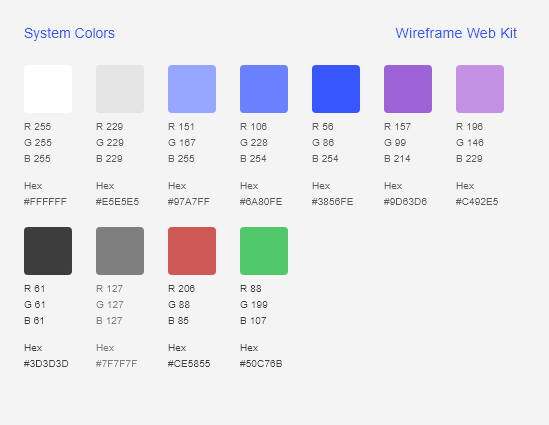 System Colors
Wireframe Web Kit
R 255 R 229 R 151 R 106 R 56 R 157 R 196
G 255 G 229 G 167 G 228 G 86 G 99 G 146
B 255 B 229 B 255 B 254 B 254 B 214 B 229
Hex Hex Hex Hex Hex Hex Hex
#FFFFFF #E5E5E5 #97A7FF #6A80FE #3856FE #9D63D6 #C492E5
R 61 R 127 R 206 R 88
G 61 G 127 G 88 G 199
B 61 B 127 B 85 B 107
Hex Hex Hex Hex
#3D3D3D #7F7F7F #CE5855 #50C76B